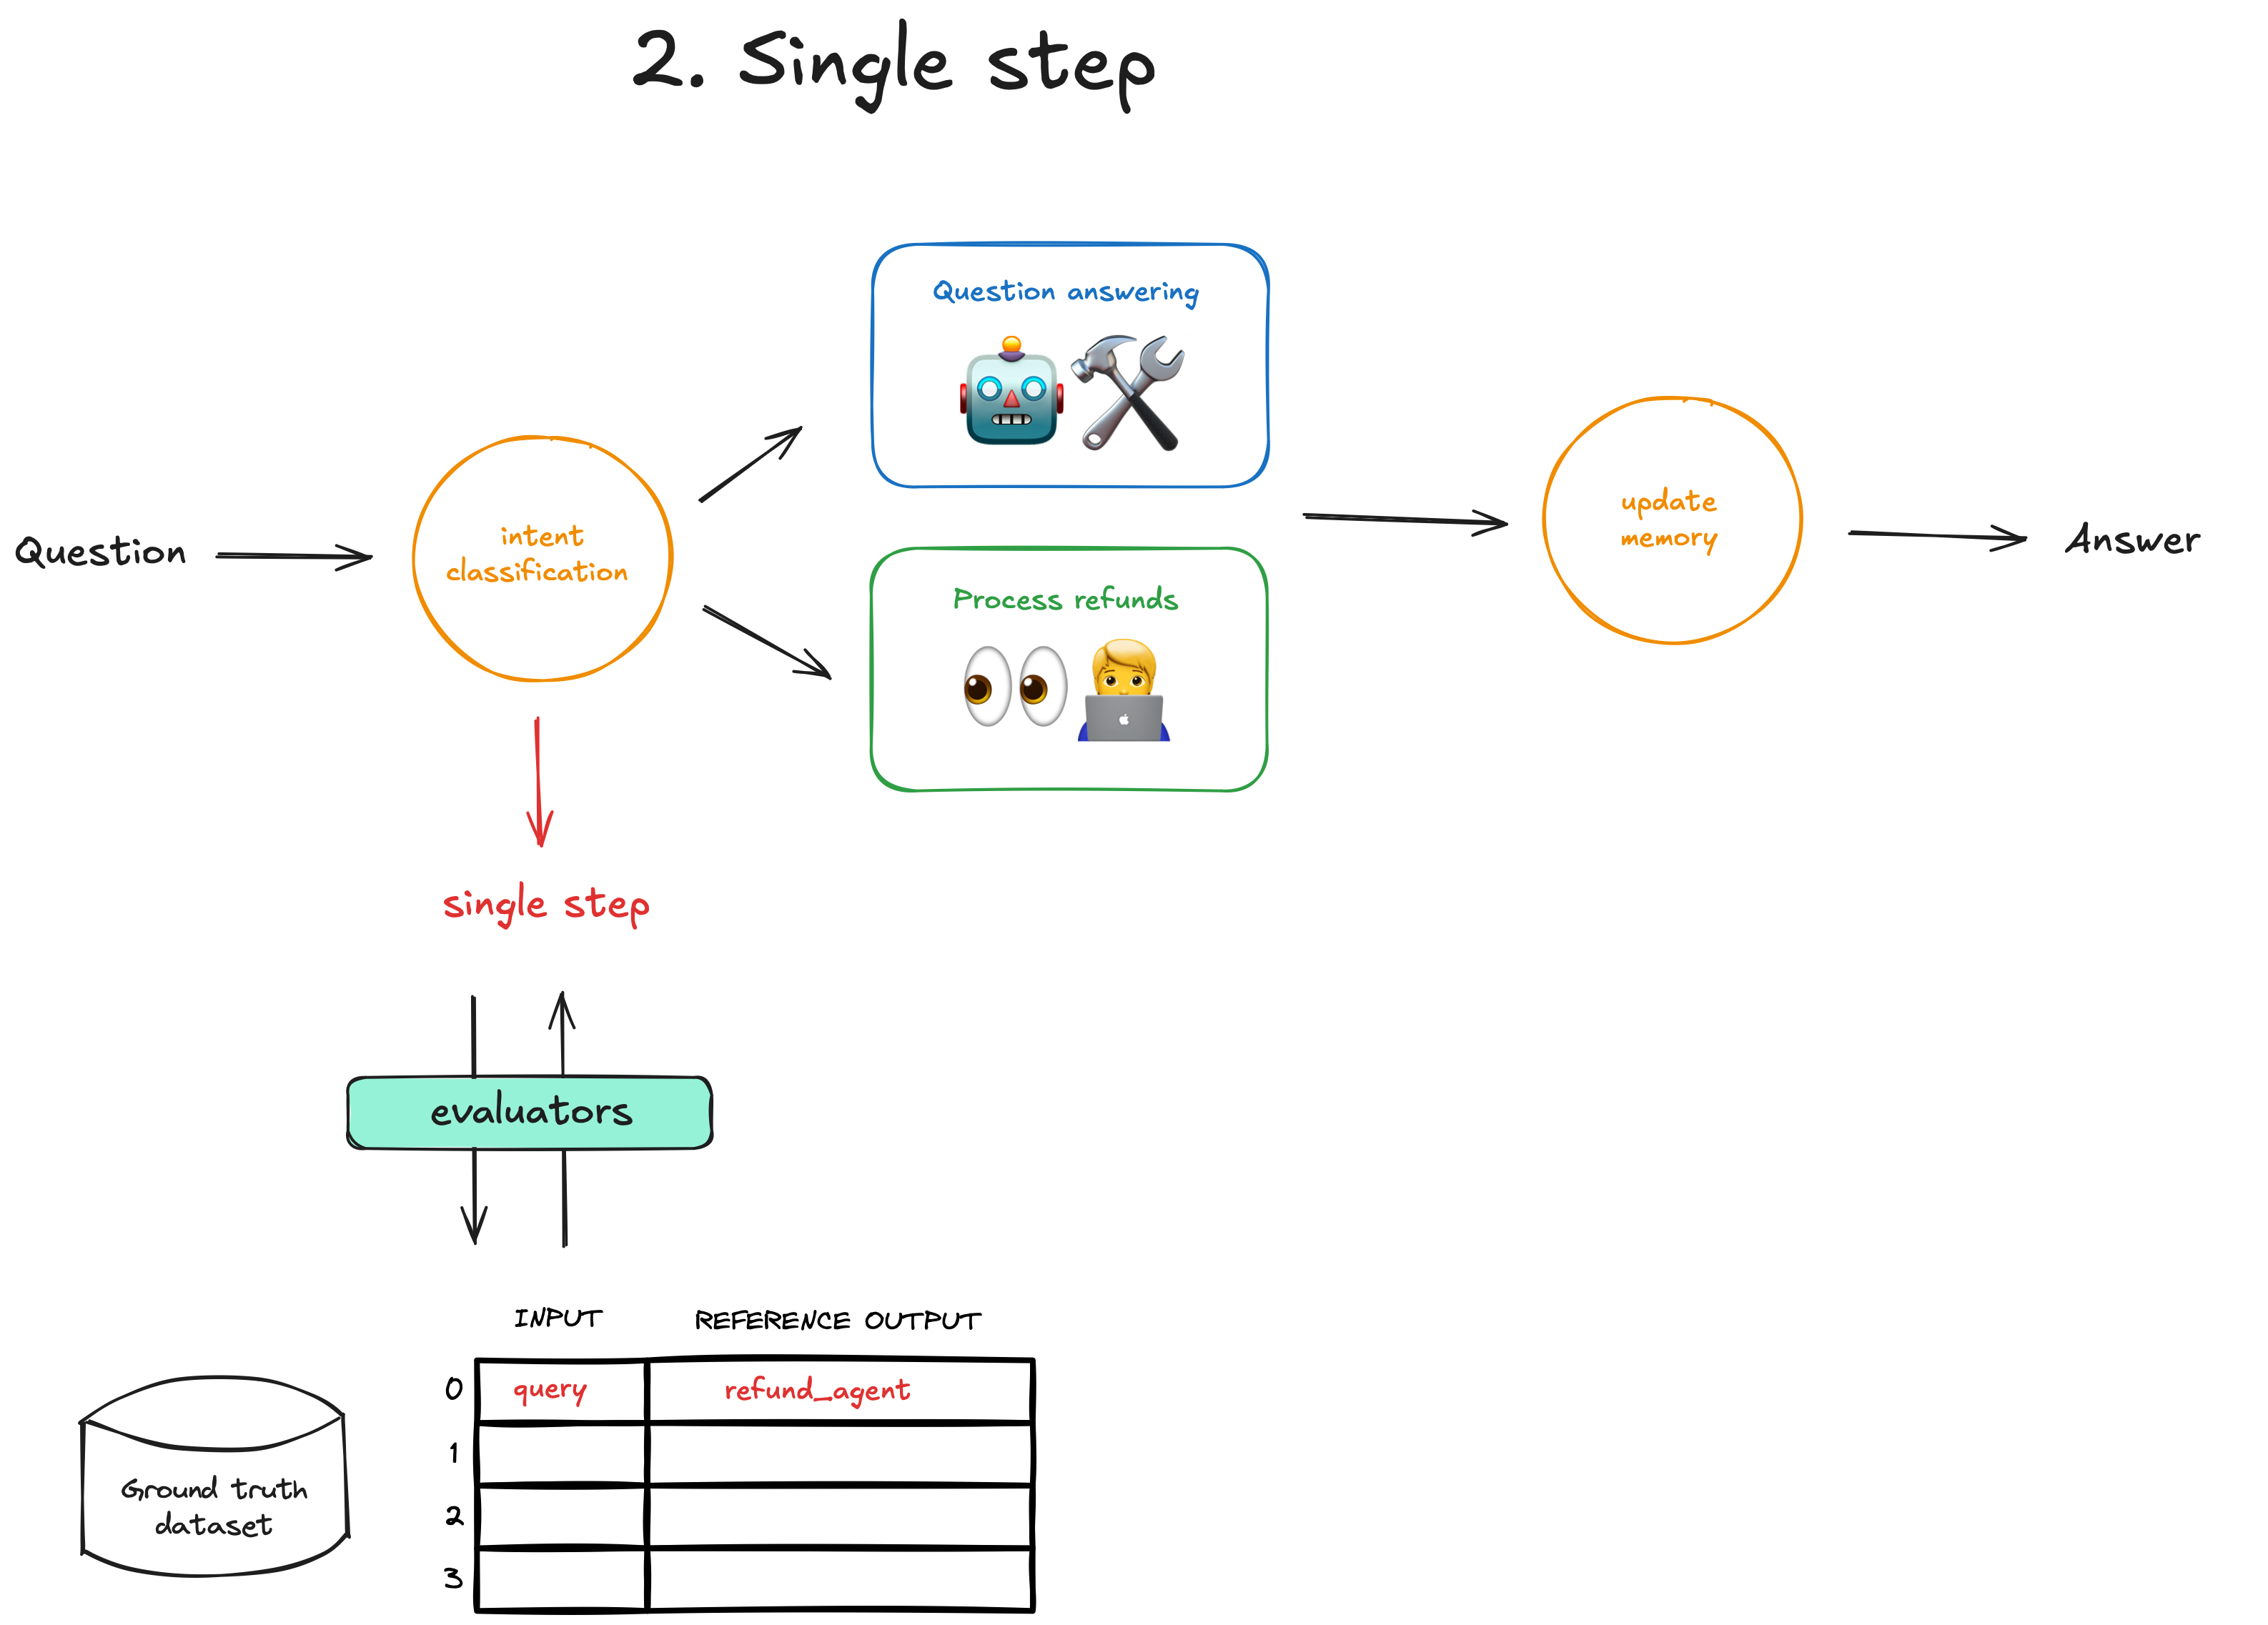 2. Single step
Question answering
Question
intent
classification
Process refunds
update
memory
Answer
single step
evaluators
INPUT
REFERENCE OUTPUT
0
query
refund_agent
1
2
3
Ground truth
dataset